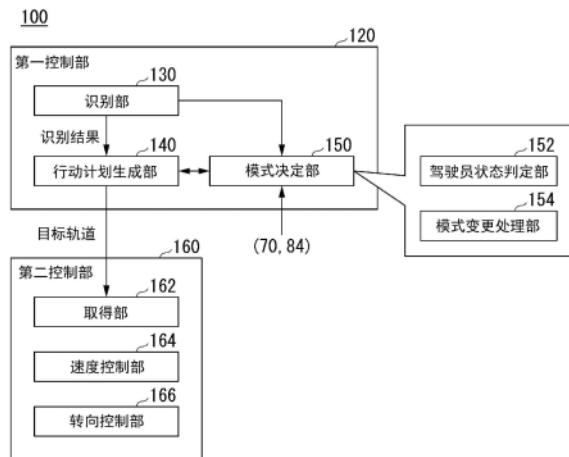 100
120
第一控制部
130
识别部
识别结果
140
行动计划生成部
150
模式决定部
152
驾驶员状态判定部
154
模式变更处理部
目标轨道
(70, 84)
160
第二控制部
162
取得部
164
速度控制部
166
转向控制部